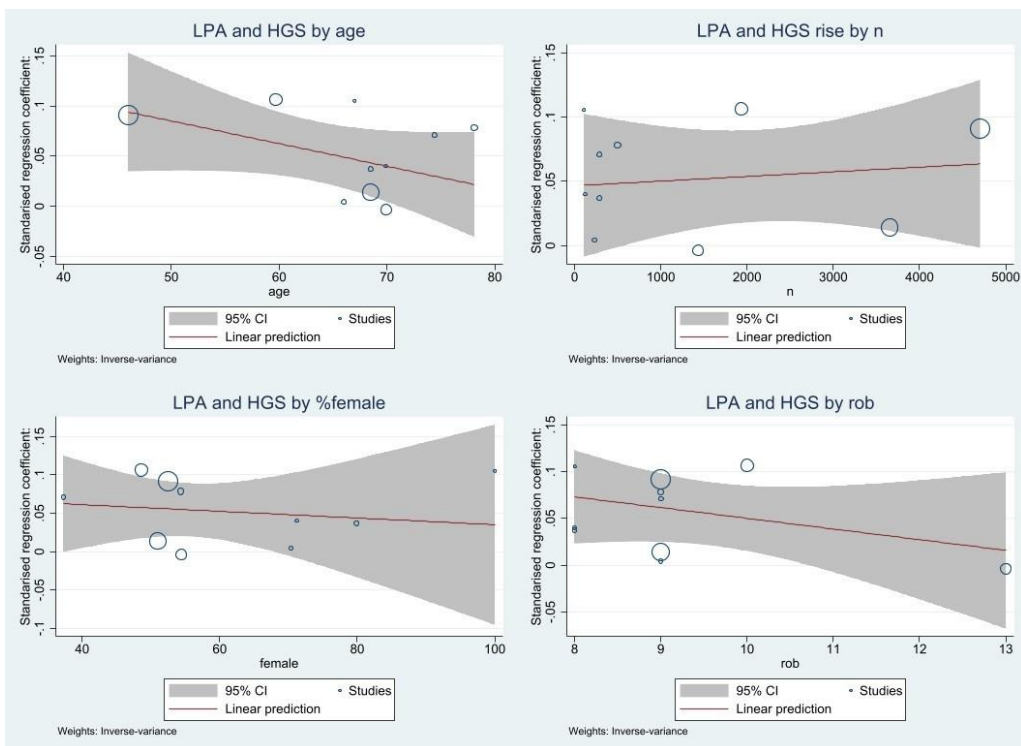 LPA and HGS by age
Standarised regression coefficient:
.15
.1
.05
0
-.05
40
50
60
70
80
age
95% CI
Studies
Linear prediction
Weights: Inverse-variance
LPA and HGS rise by n
Standarised regression coefficient:
.15
.1
.05
0
0
1000
2000
3000
4000
5000
n
95% CI
Studies
Linear prediction
Weights: Inverse-variance
LPA and HGS by %female
Standarised regression coefficient:
.15
.1
.05
0
-.05
-.1
40
60
80
100
female
95% CI
Studies
Linear prediction
Weights: Inverse-variance
LPA and HGS by rob
Standarised regression coefficient:
.15
.1
.05
0
-.05
8
9
10
11
12
13
rob
95% CI
Studies
Linear prediction
Weights: Inverse-variance